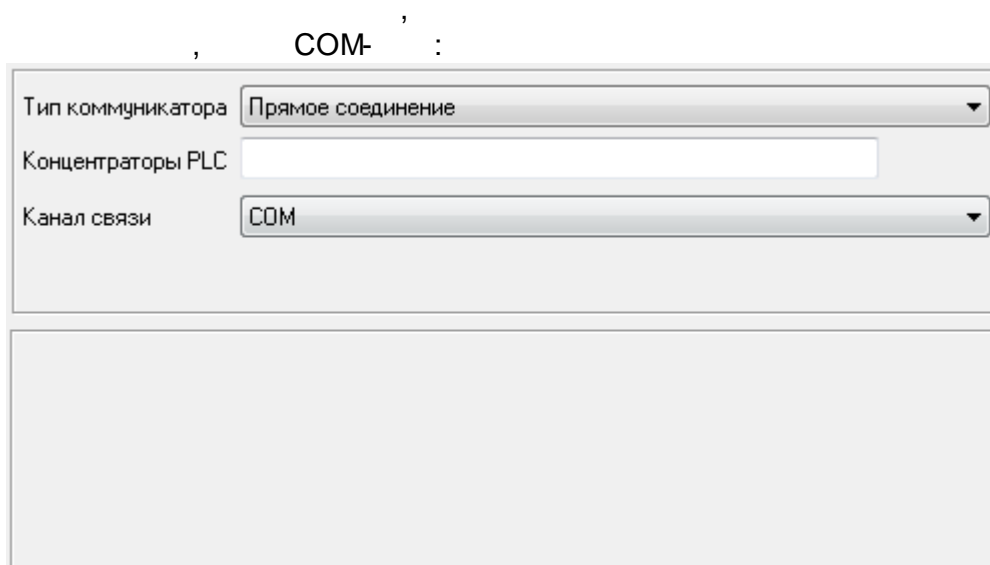 ,
, COM- :
Тип коммуникатора Прямое соединение
Концентраторы PLC
Канал связи COM